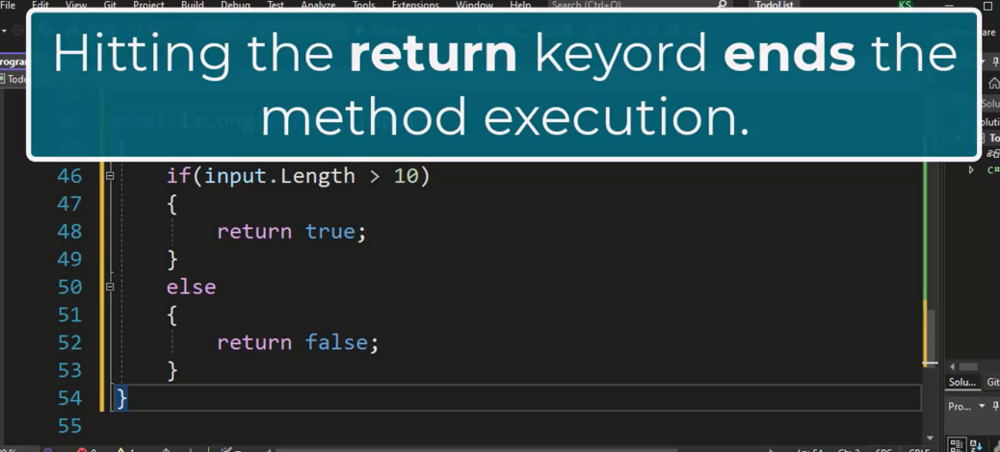 File Edit View Git Project Build Debug Test Analyze Tools Extensions Window Help Search (Ctrl+Q) TodoList KS
Hitting the return keyord ends the
method execution.
46 if(input.Length > 10)
47 {
48 return true;
49 }
50 else
51 {
52 return false;
53 }
54 }
55
Solu... Git
Pro...